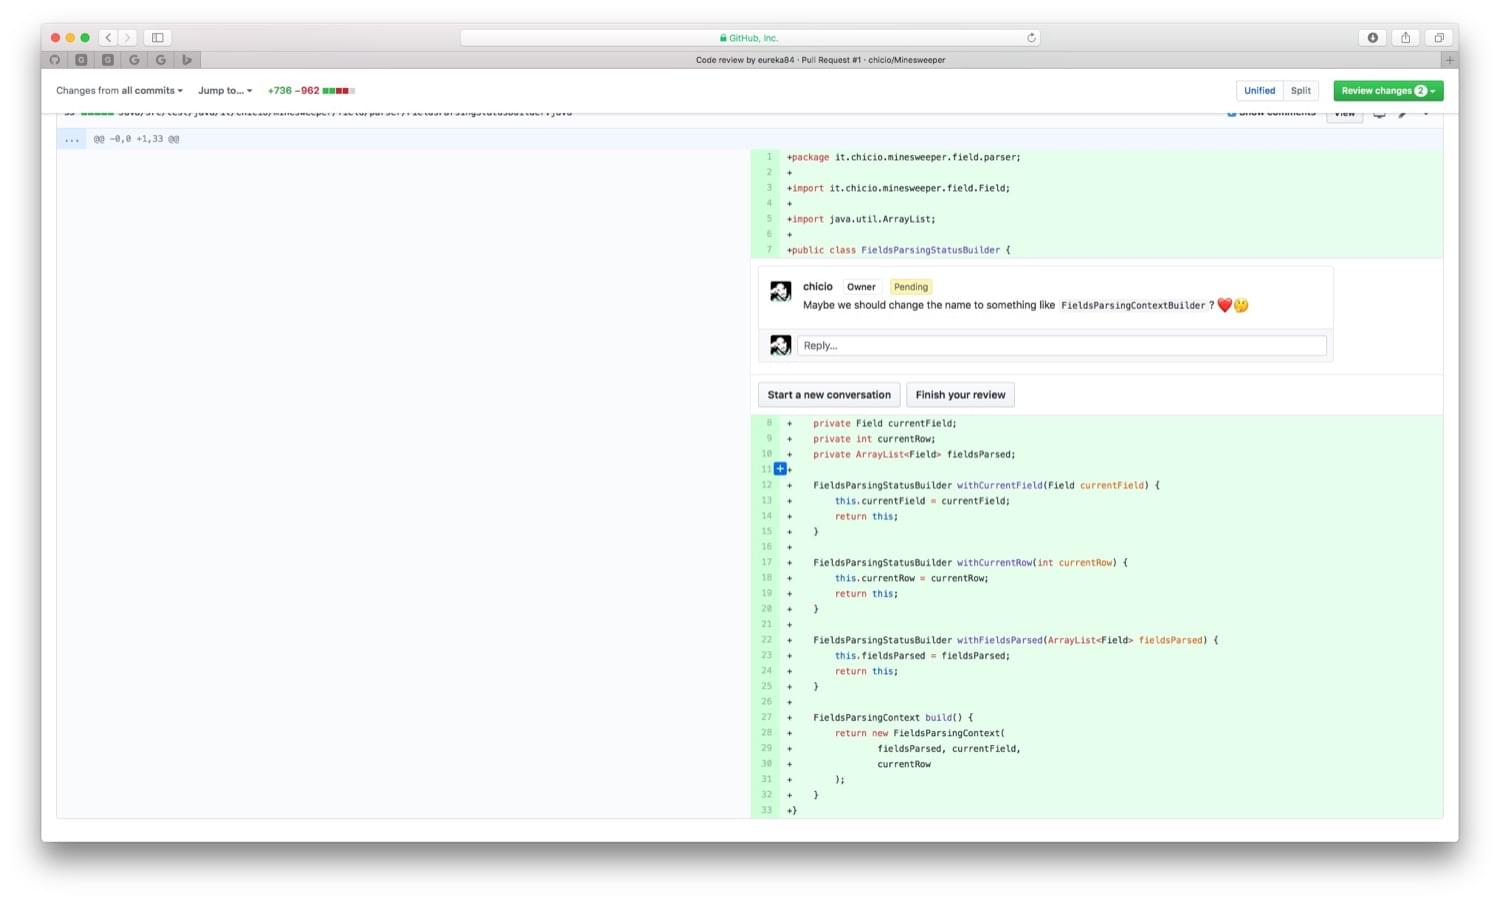 GitHub, Inc.
Code review by eureka84 · Pull Request #1 · chicio/Minesweeper
Changes from all commits Jump to... +736 −962 Unified Split Review changes 2
... @@ -0,0 +1,33 @@
1 +package it.chicio.minesweeper.field.parser;
2 +
3 +import it.chicio.minesweeper.field.Field;
4 +
5 +import java.util.ArrayList;
6 +
7 +public class FieldsParsingStatusBuilder {
chicio Owner Pending
Maybe we should change the name to something like FieldsParsingContextBuilder ? ❤️🤔
Reply...
Start a new conversation Finish your review
8 + private Field currentField;
9 + private int currentRow;
10 + private ArrayList<Field> fieldsParsed;
11 +
12 + FieldsParsingStatusBuilder withCurrentField(Field currentField) {
13 + this.currentField = currentField;
14 + return this;
15 + }
16 +
17 + FieldsParsingStatusBuilder withCurrentRow(int currentRow) {
18 + this.currentRow = currentRow;
19 + return this;
20 + }
21 +
22 + FieldsParsingStatusBuilder withFieldsParsed(ArrayList<Field> fieldsParsed) {
23 + this.fieldsParsed = fieldsParsed;
24 + return this;
25 + }
26 +
27 + FieldsParsingContext build() {
28 + return new FieldsParsingContext(
29 + fieldsParsed, currentField,
30 + currentRow
31 + );
32 + }
33 +}